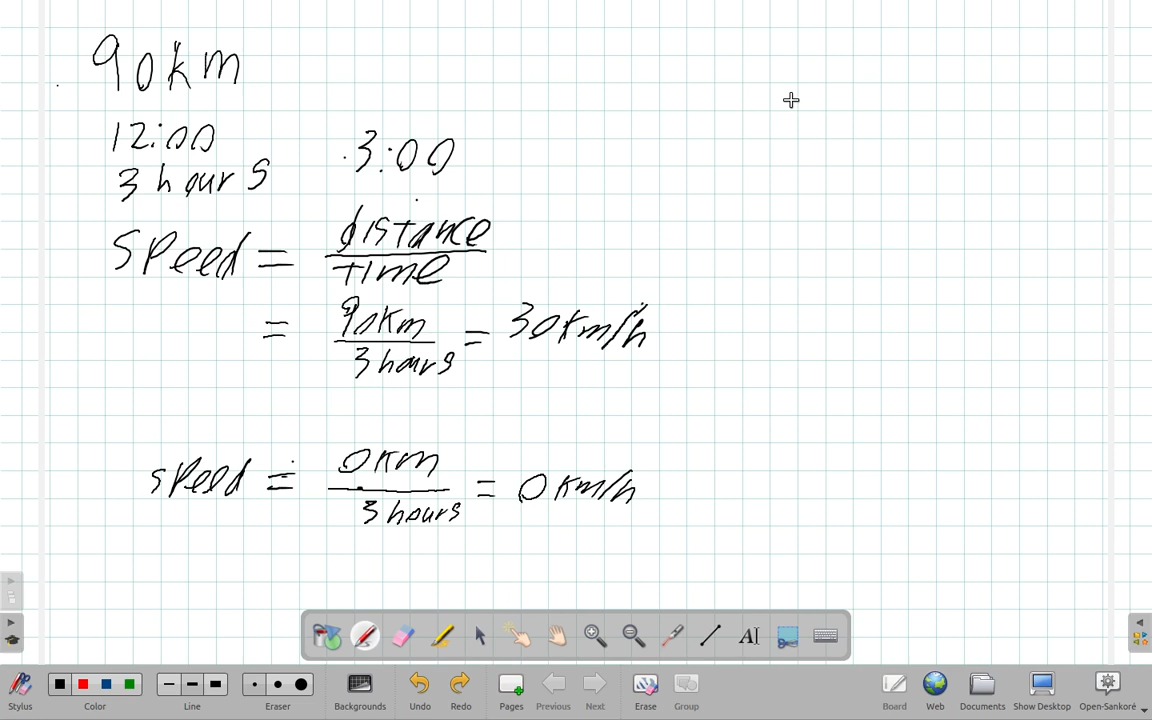 90km
12:00 3:00
3 hours
speed = distance
time
= 90km = 30km/h
3 hours
speed = 0km = 0km/h
3 hours
Stylus Color Line Eraser Backgrounds Undo Redo Pages Previous Next Erase Group Board Web Documents Show Desktop Open-Sankoré